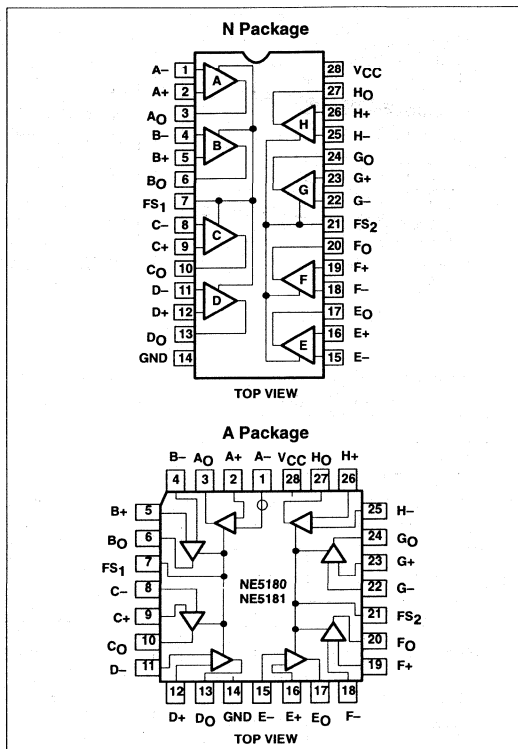 N Package
A– 1 28 VCC
A+ 2 27 HO
AO 3 26 H+
B– 4 25 H–
B+ 5 24 GO
BO 6 23 G+
FS1 7 22 G–
C– 8 21 FS2
C+ 9 20 FO
CO 10 19 F+
D– 11 18 F–
D+ 12 17 EO
DO 13 16 E+
GND 14 15 E–
A
B
C
D
H
G
F
E
TOP VIEW
A Package
B– AO A+ A– VCC HO H+
4 3 2 1 28 27 26
B+ 5
BO 6
FS1 7
C– 8
C+ 9
CO 10
D– 11
25 H–
24 GO
23 G+
22 G–
21 FS2
20 FO
19 F+
NE5180
NE5181
12 13 14 15 16 17 18
D+ DO GND E– E+ EO F–
TOP VIEW